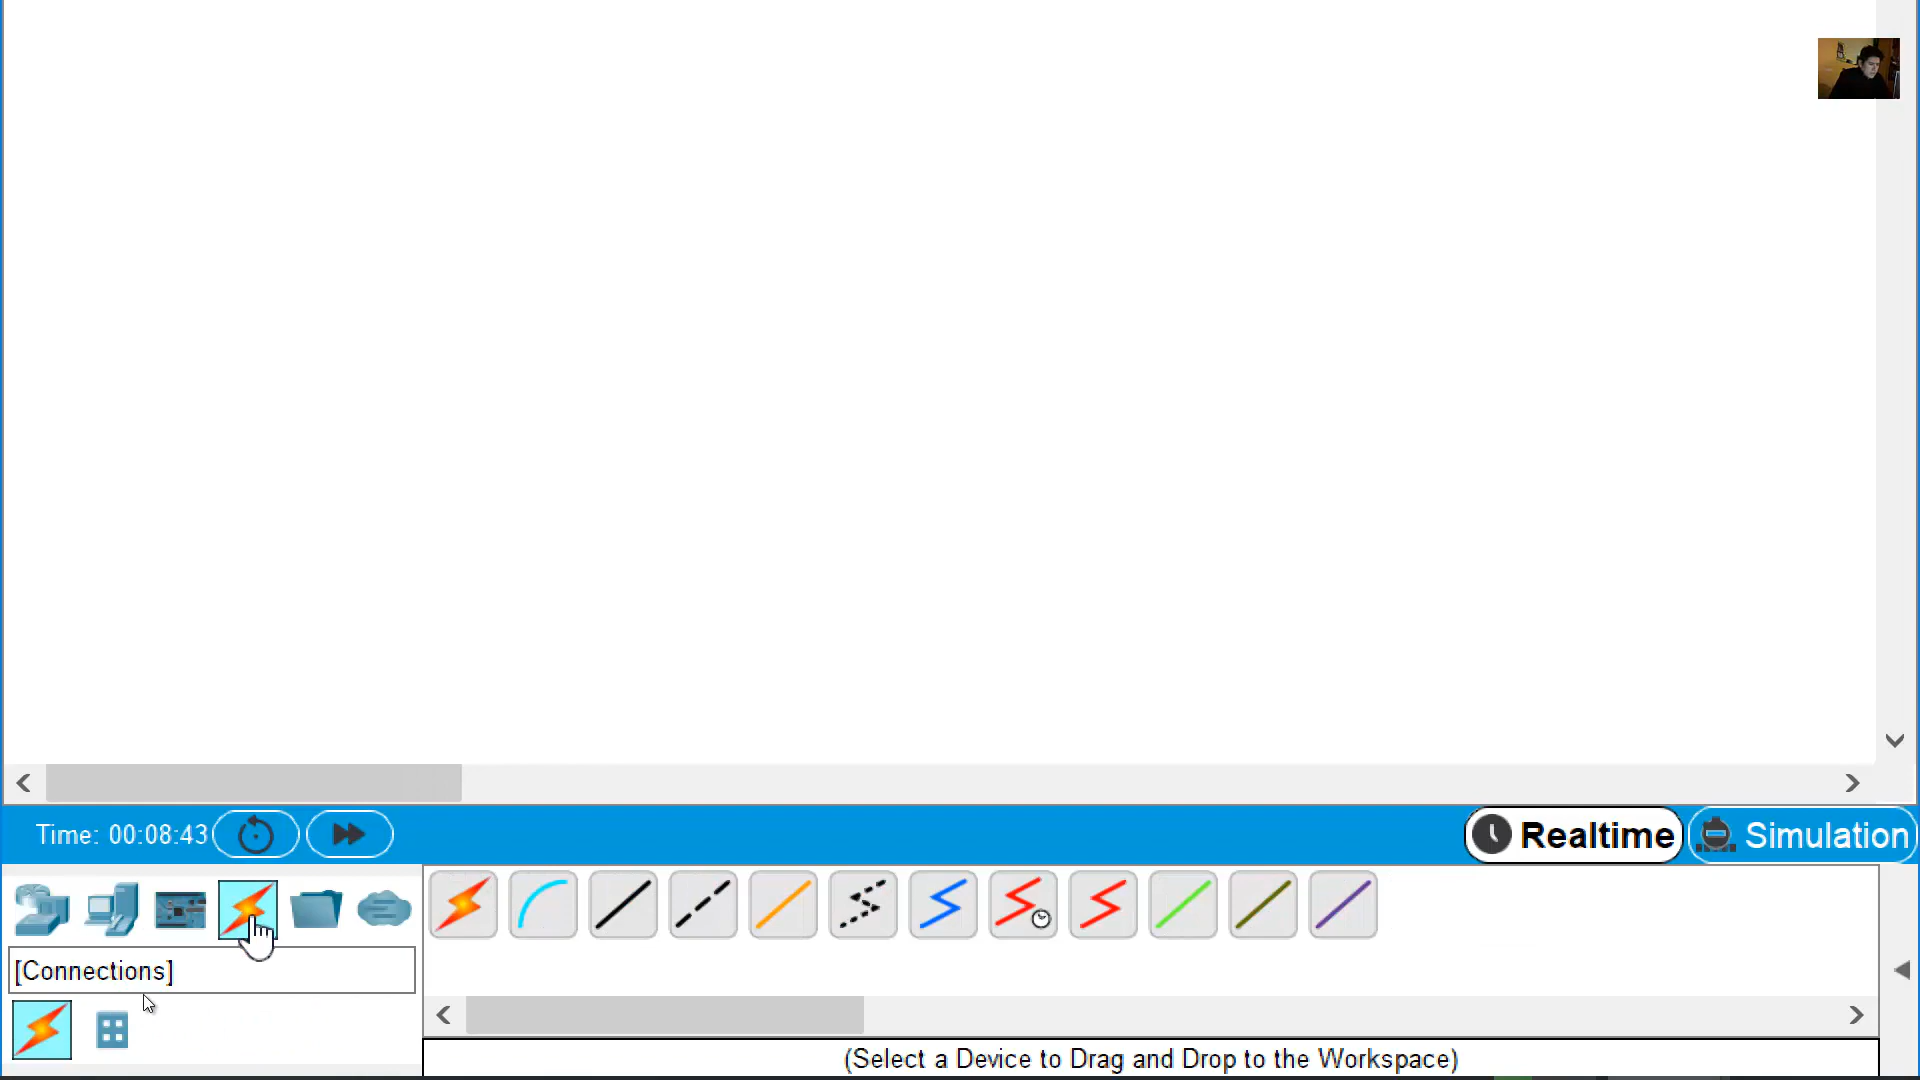 Time: 00:08:43
Realtime
Simulation
[Connections]
(Select a Device to Drag and Drop to the Workspace)